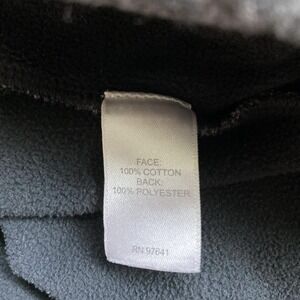 FACE:
100% COTTON
BACK:
100% POLYESTER
RN 97841